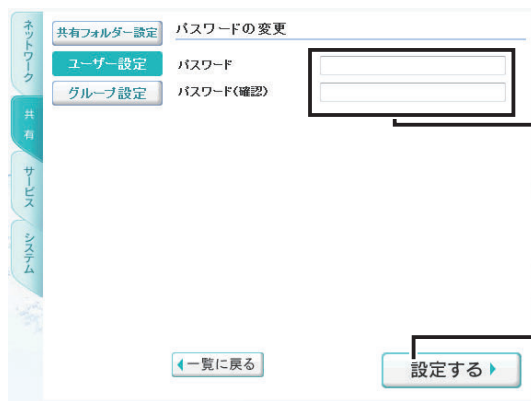 ネットワーク
共有
サービス
システム
共有フォルダー設定
ユーザー設定
グループ設定
パスワードの変更
パスワード
パスワード(確認)
一覧に戻る
設定する